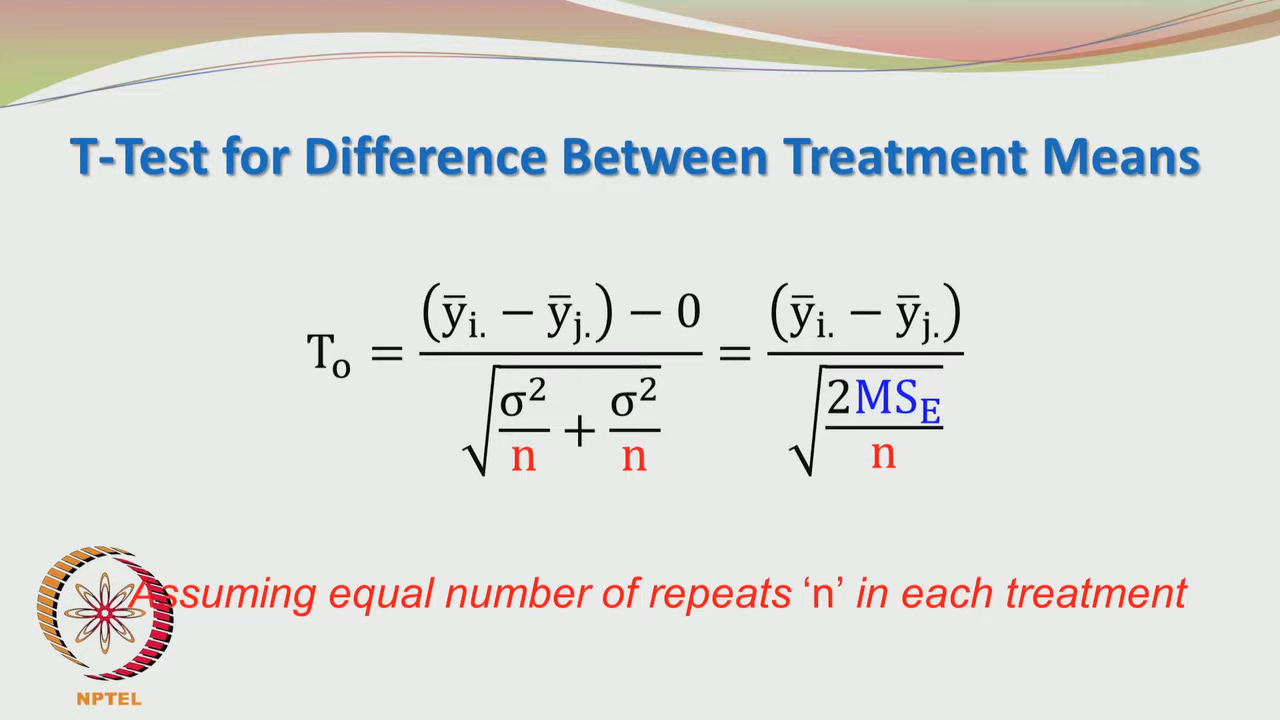 T-Test for Difference Between Treatment Means
T₀ = ((ȳᵢ. − ȳⱼ.) − 0) / √(σ²/n + σ²/n) = (ȳᵢ. − ȳⱼ.) / √(2MS_E/n)
Assuming equal number of repeats ‘n’ in each treatment
NPTEL